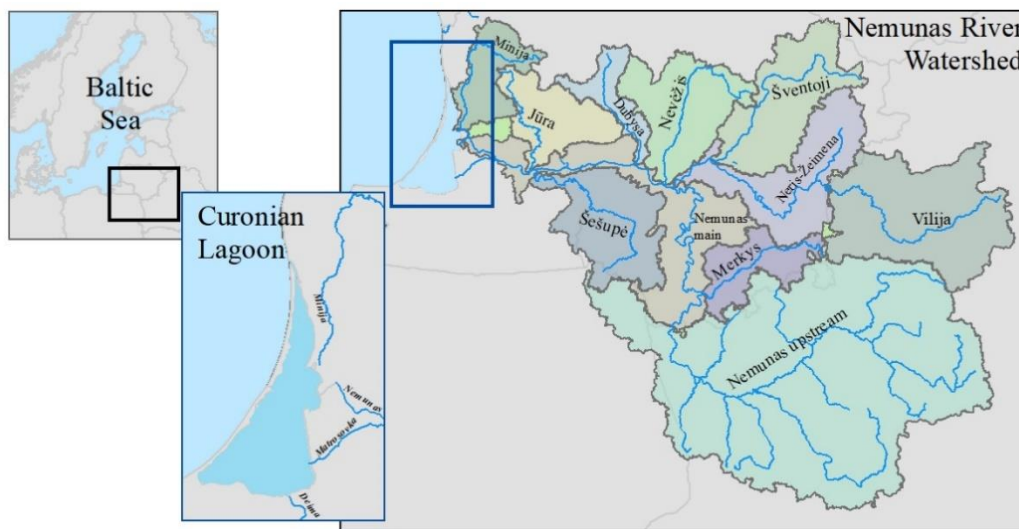 Baltic
Sea
Curonian
Lagoon
Minija
Nemunas
Matrosovka
Deima
Nemunas River
Watershed
Minija
Jūra
Dubysa
Nevėžis
Šventoji
Neris-Žeimena
Vilija
Šešupė
Nemunas
main
Merkys
Nemunas upstream